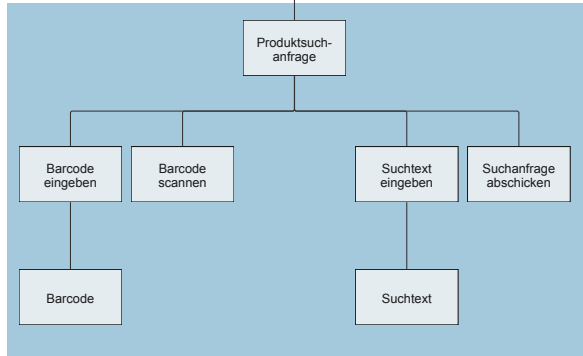 Produktsuch-
anfrage
Barcode
eingeben
Barcode
scannen
Suchtext
eingeben
Suchanfrage
abschicken
Barcode
Suchtext